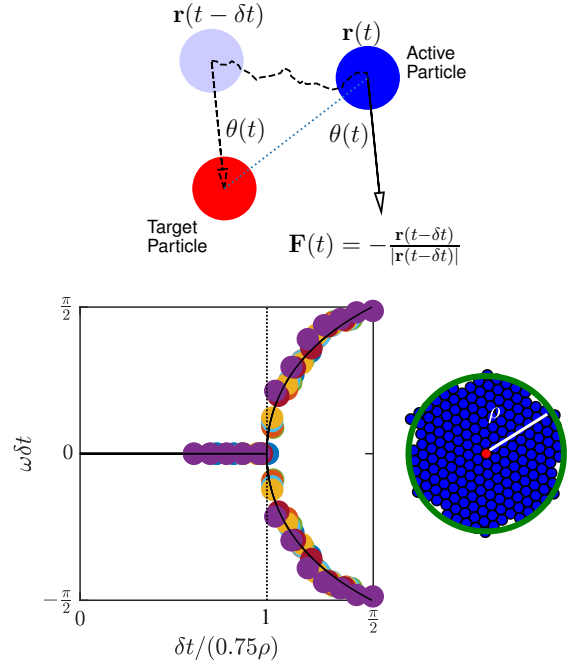 r(t − δt)
r(t)
Active
Particle
θ(t)
θ(t)
Target
Particle
F(t) = − r(t−δt) / |r(t−δt)|
π/2
ωδt
0
−π/2
0
1
π/2
δt/(0.75ρ)
ρ